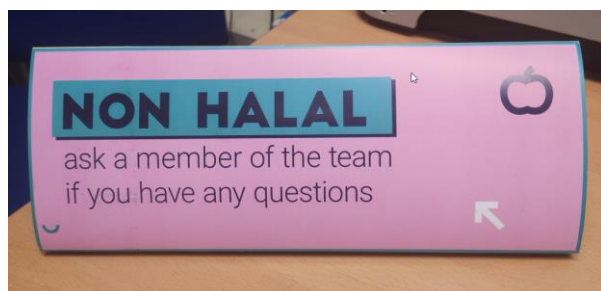 NON HALAL
ask a member of the team
if you have any questions